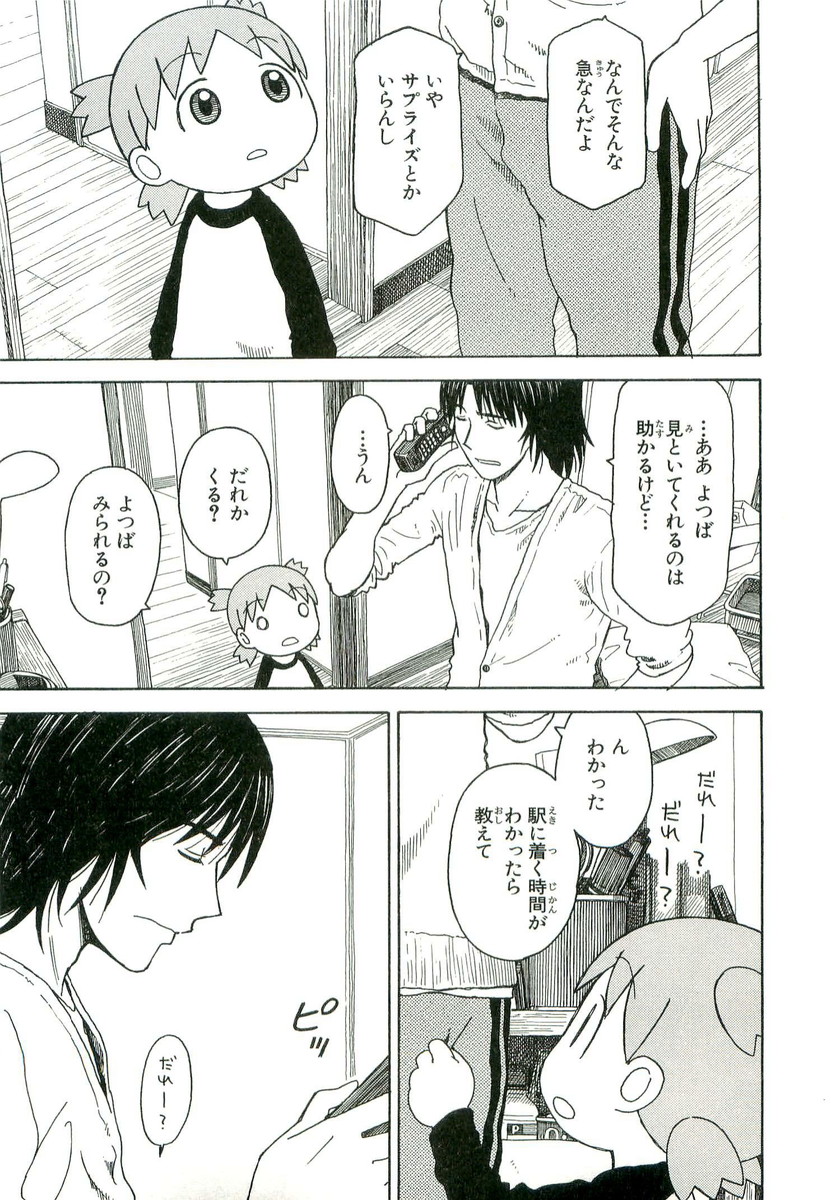 なんでそんな
急なんだよ
いや
サプライズとか
いらんし
…ああ よつば
見といてくれるのは
助かるけど…
…うん
だれか
くる？
よつば
みられるの？
ん
わかった
駅に着く時間が
わかったら
教えて
だれー？
だれー？
ピッ
だれー？